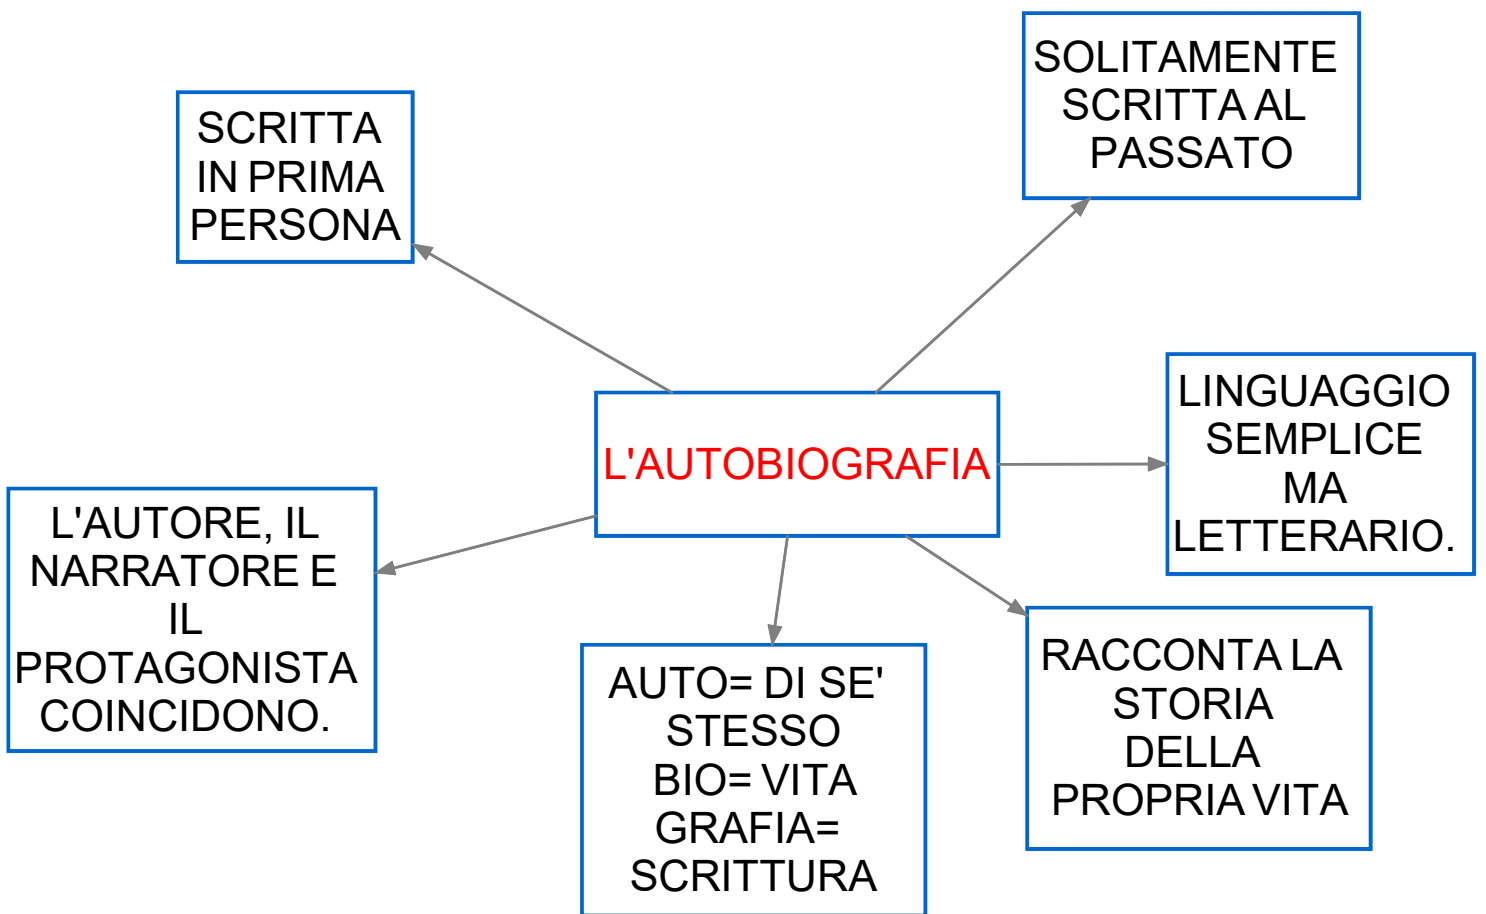 SOLITAMENTE
SCRITTA AL
PASSATO
SCRITTA
IN PRIMA
PERSONA
LINGUAGGIO
SEMPLICE
MA
LETTERARIO.
L'AUTOBIOGRAFIA
L'AUTORE, IL
NARRATORE E
IL
PROTAGONISTA
COINCIDONO.
AUTO= DI SE'
STESSO
BIO= VITA
GRAFIA=
SCRITTURA
RACCONTA LA
STORIA
DELLA
PROPRIA VITA